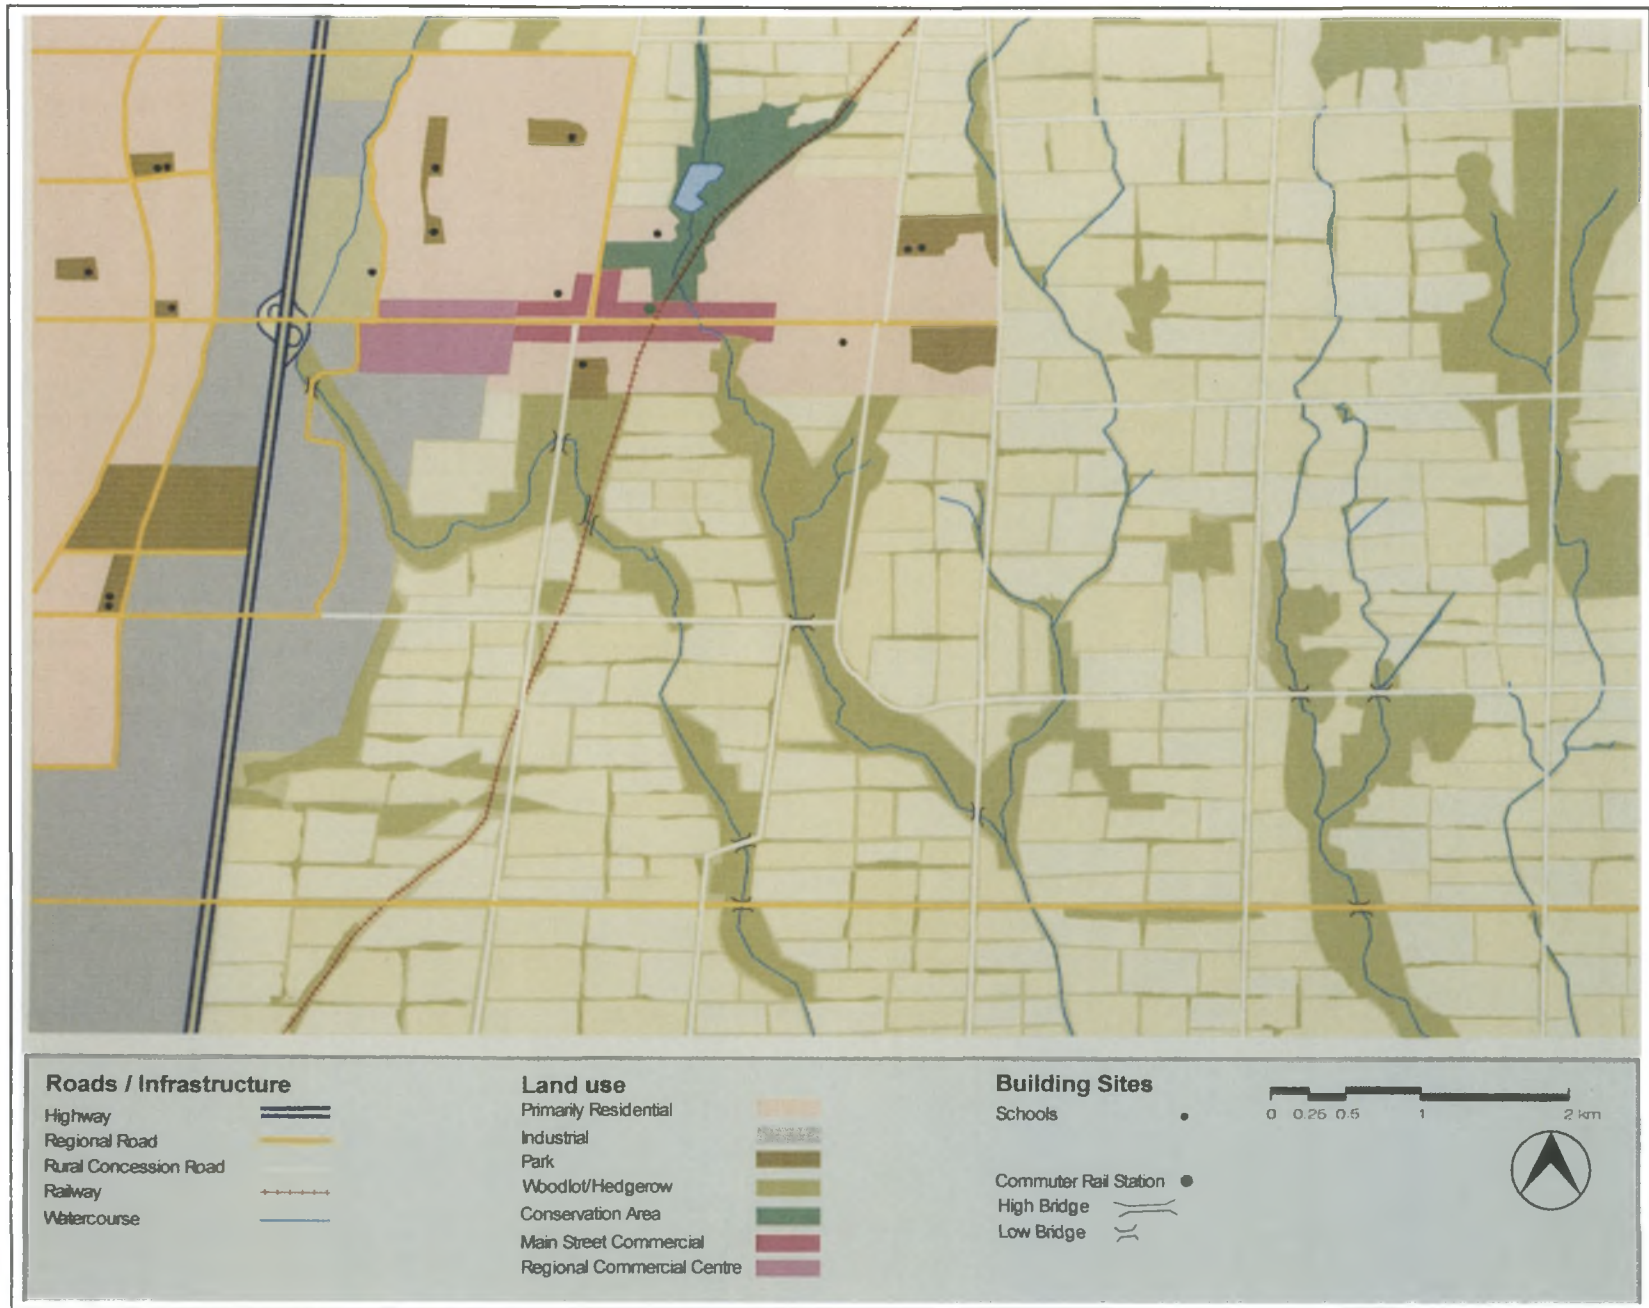 Roads / Infrastructure
Highway
Regional Road
Rural Concession Road
Railway
Watercourse
Land use
Primarily Residential
Industrial
Park
Woodlot/Hedgerow
Conservation Area
Main Street Commercial
Regional Commercial Centre
Building Sites
Schools
Commuter Rail Station
High Bridge
Low Bridge
0 0.25 0.5 1 2 km